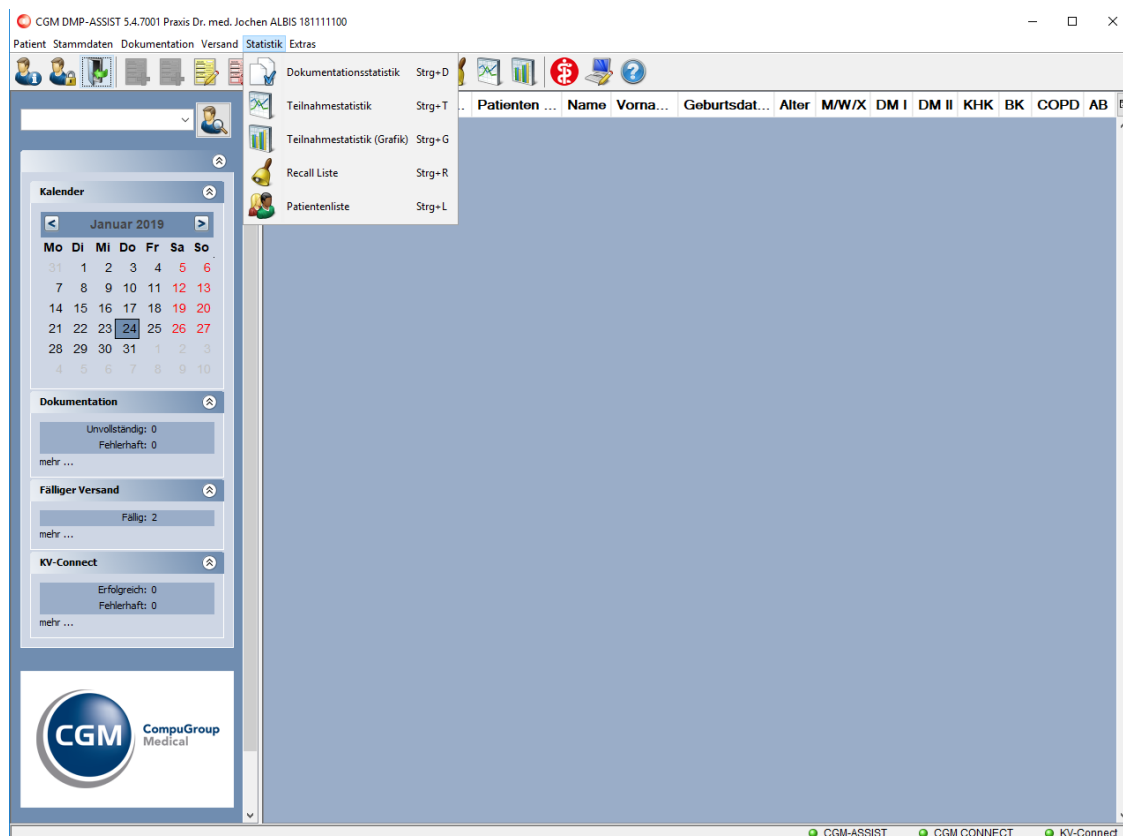 CGM DMP-ASSIST 5.4.7001 Praxis Dr. med. Jochen ALBIS 181111100
Patient Stammdaten Dokumentation Versand Statistik Extras
Dokumentationsstatistik Strg+D
Teilnahmestatistik Strg+T
Teilnahmestatistik (Grafik) Strg+G
Recall Liste Strg+R
Patientenliste Strg+L
... Patienten ... Name Vorna... Geburtsdat... Alter M/W/X DM I DM II KHK BK COPD AB
Kalender
< Januar 2019 >
Mo Di Mi Do Fr Sa So
31 1 2 3 4 5 6
7 8 9 10 11 12 13
14 15 16 17 18 19 20
21 22 23 24 25 26 27
28 29 30 31 1 2 3
4 5 6 7 8 9 10
Dokumentation
Unvollständig: 0
Fehlerhaft: 0
mehr ...
Fälliger Versand
Fällig: 2
mehr ...
KV-Connect
Erfolgreich: 0
Fehlerhaft: 0
mehr ...
CGM
CompuGroup
Medical
CGM-ASSIST CGM CONNECT KV-Connect